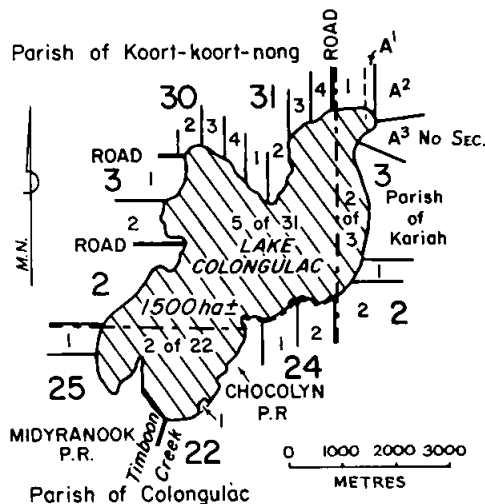 ROAD
A¹
Parish of Koort-koort-nong
30
31
1
A²
2
3
4
1
2
3
4
A³ No SEC.
ROAD
3
1
3
Parish
of
Kariah
2
5 of 31
2
of
3
LAKE
COLONGULAC
ROAD
M.N.
2
1500 ha±
1
2
2
1
2 of 22
1
2
24
25
CHOCOLYN
P.R
1
MIDYRANOOK
P.R.
Timboon
Creek
22
0 1000 2000 3000
METRES
Parish of Colongulac